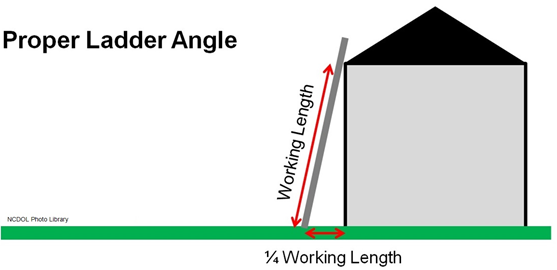 Proper Ladder Angle
Working Length
NCDOL Photo Library
¼ Working Length